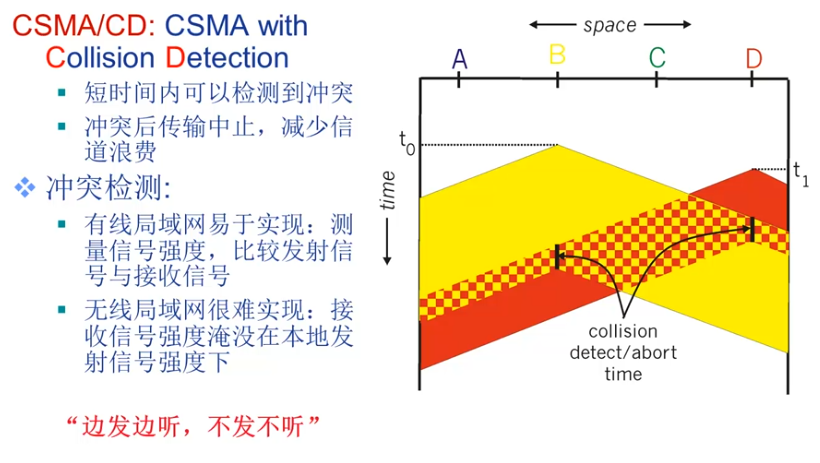 CSMA/CD: CSMA with
Collision Detection
▪ 短时间内可以检测到冲突
▪ 冲突后传输中止，减少信
道浪费
❖ 冲突检测:
▪ 有线局域网易于实现：测
量信号强度，比较发射信
号与接收信号
▪ 无线局域网很难实现：接
收信号强度淹没在本地发
射信号强度下
“边发边听，不发不听”
space
A B C D
t0
t1
time
collision
detect/abort
time